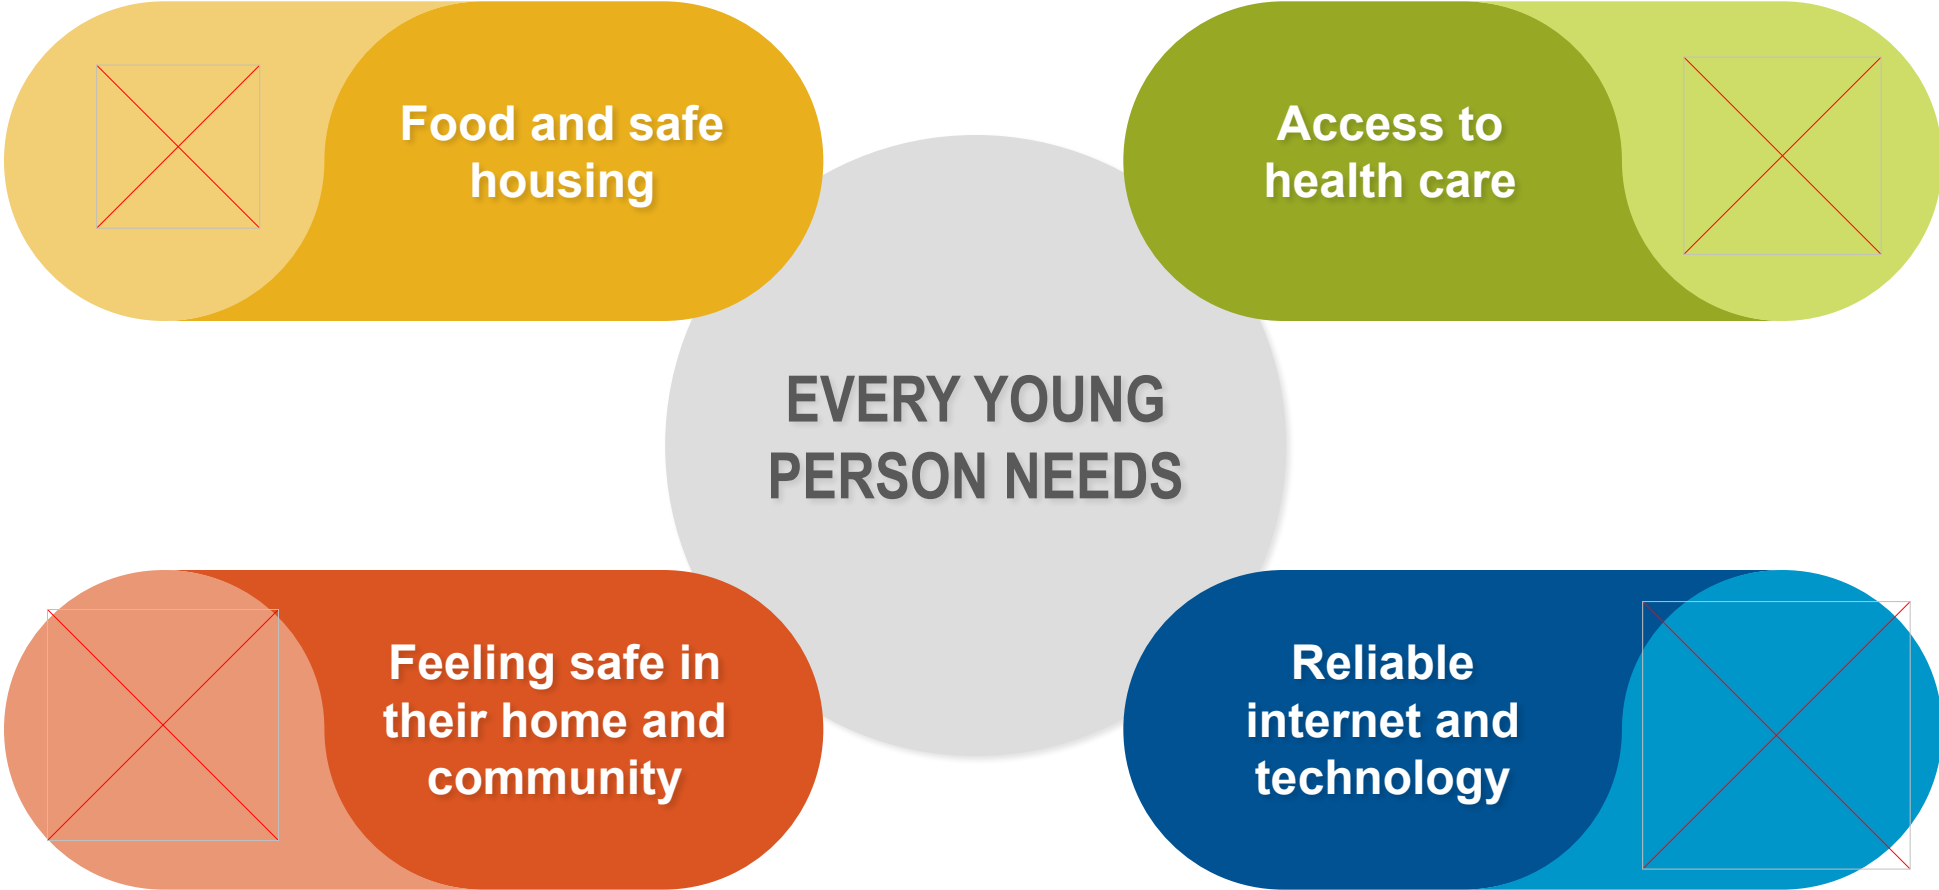 Food and safe
housing
Access to
health care
EVERY YOUNG
PERSON NEEDS
Feeling safe in
their home and
community
Reliable
internet and
technology